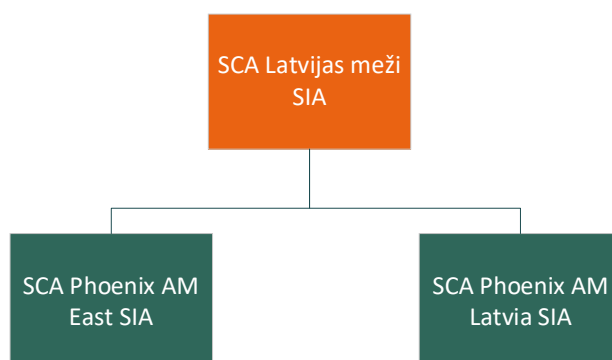 SCA Latvijas meži
SIA
SCA Phoenix AM
East SIA
SCA Phoenix AM
Latvia SIA